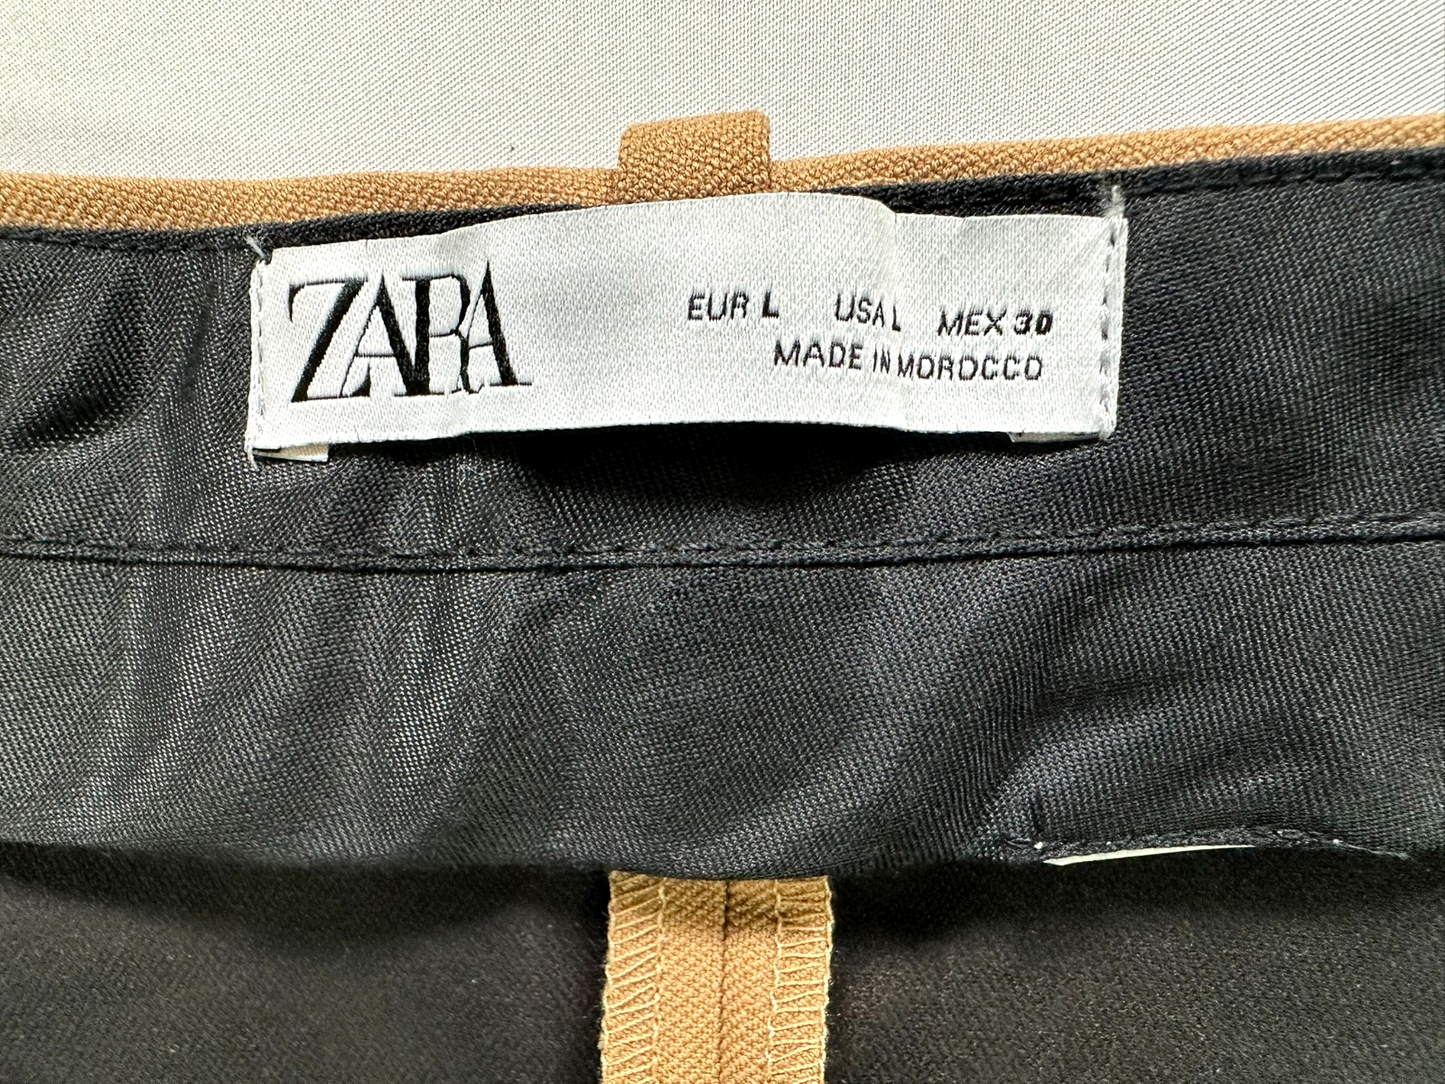 ZARA
EUR L USA L MEX 30
MADE IN MOROCCO